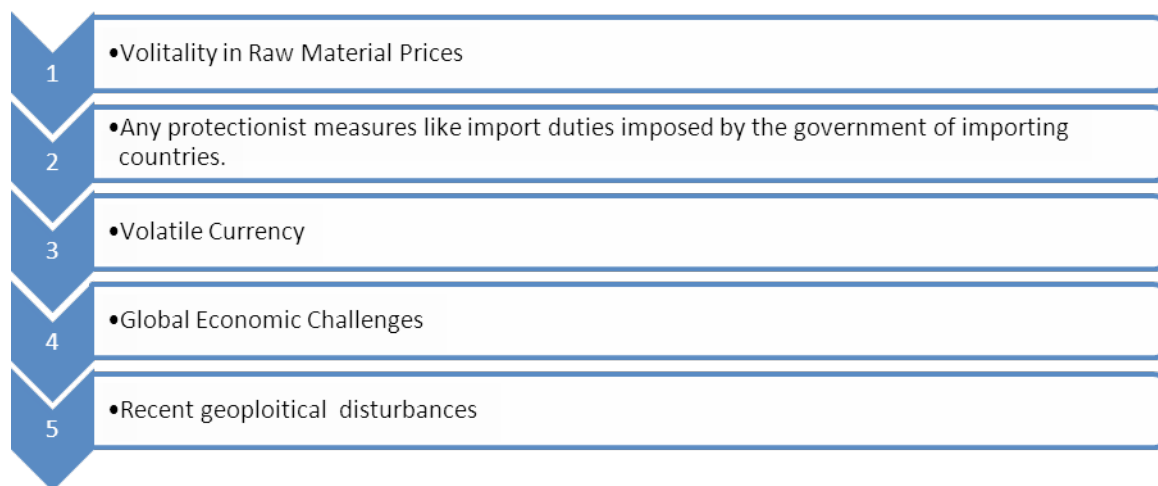 1
•Volitality in Raw Material Prices
2
•Any protectionist measures like import duties imposed by the government of importing
countries.
3
•Volatile Currency
4
•Global Economic Challenges
5
•Recent geoploitical  disturbances